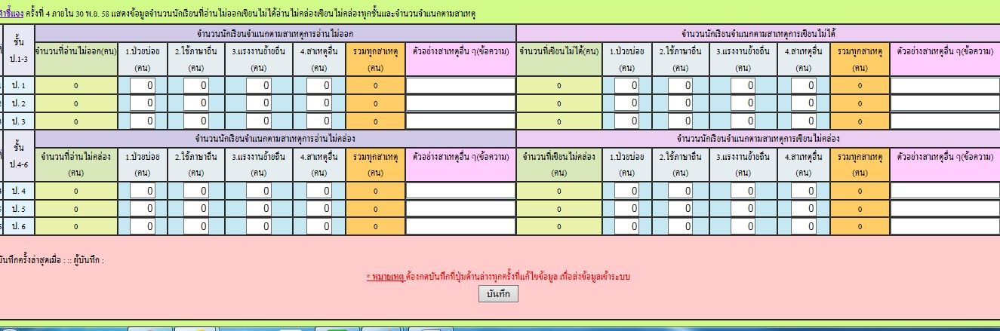 คำชี้แจง ครั้งที่ 4 ภายใน 30 พ.ย. 58 แสดงข้อมูลจำนวนนักเรียนที่อ่านไม่ออกเขียนไม่ได้อ่านไม่คล่องเขียนไม่คล่องทุกชั้นและจำนวนจำแนกตามสาเหตุ
ชั้น ป.1-3 จำนวนนักเรียนจำแนกตามสาเหตุการอ่านไม่ออก จำนวนนักเรียนจำแนกตามสาเหตุการเขียนไม่ได้
จำนวนที่อ่านไม่ออก(คน) 1.ป่วยบ่อย (คน) 2.ใช้ภาษาถิ่น (คน) 3.แรงงานย้ายถิ่น (คน) 4.สาเหตุอื่น (คน) รวมทุกสาเหตุ (คน) ตัวอย่างสาเหตุอื่น ๆ(ข้อความ) จำนวนที่เขียนไม่ได้(คน) 1.ป่วยบ่อย (คน) 2.ใช้ภาษาถิ่น (คน) 3.แรงงานย้ายถิ่น (คน) 4.สาเหตุอื่น (คน) รวมทุกสาเหตุ (คน) ตัวอย่างสาเหตุอื่น ๆ(ข้อความ)
ป. 1 0 0 0 0 0 0 0 0 0 0 0 0
ป. 2 0 0 0 0 0 0 0 0 0 0 0 0
ป. 3 0 0 0 0 0 0 0 0 0 0 0 0
ชั้น ป.4-6 จำนวนนักเรียนจำแนกตามสาเหตุการอ่านไม่คล่อง จำนวนนักเรียนจำแนกตามสาเหตุการเขียนไม่คล่อง
จำนวนที่อ่านไม่คล่อง (คน) 1.ป่วยบ่อย (คน) 2.ใช้ภาษาถิ่น (คน) 3.แรงงานย้ายถิ่น (คน) 4.สาเหตุอื่น (คน) รวมทุกสาเหตุ (คน) ตัวอย่างสาเหตุอื่น ๆ(ข้อความ) จำนวนที่เขียนไม่คล่อง (คน) 1.ป่วยบ่อย (คน) 2.ใช้ภาษาถิ่น (คน) 3.แรงงานย้ายถิ่น (คน) 4.สาเหตุอื่น (คน) รวมทุกสาเหตุ (คน) ตัวอย่างสาเหตุอื่น ๆ(ข้อความ)
ป. 4 0 0 0 0 0 0 0 0 0 0 0 0
ป. 5 0 0 0 0 0 0 0 0 0 0 0 0
ป. 6 0 0 0 0 0 0 0 0 0 0 0 0
บันทึกครั้งล่าสุดเมื่อ : :: ผู้บันทึก :
* หมายเหตุ ต้องกดบันทึกที่ปุ่มด้านล่างทุกครั้งที่แก้ไขข้อมูล เพื่อส่งข้อมูลเข้าระบบ
บันทึก